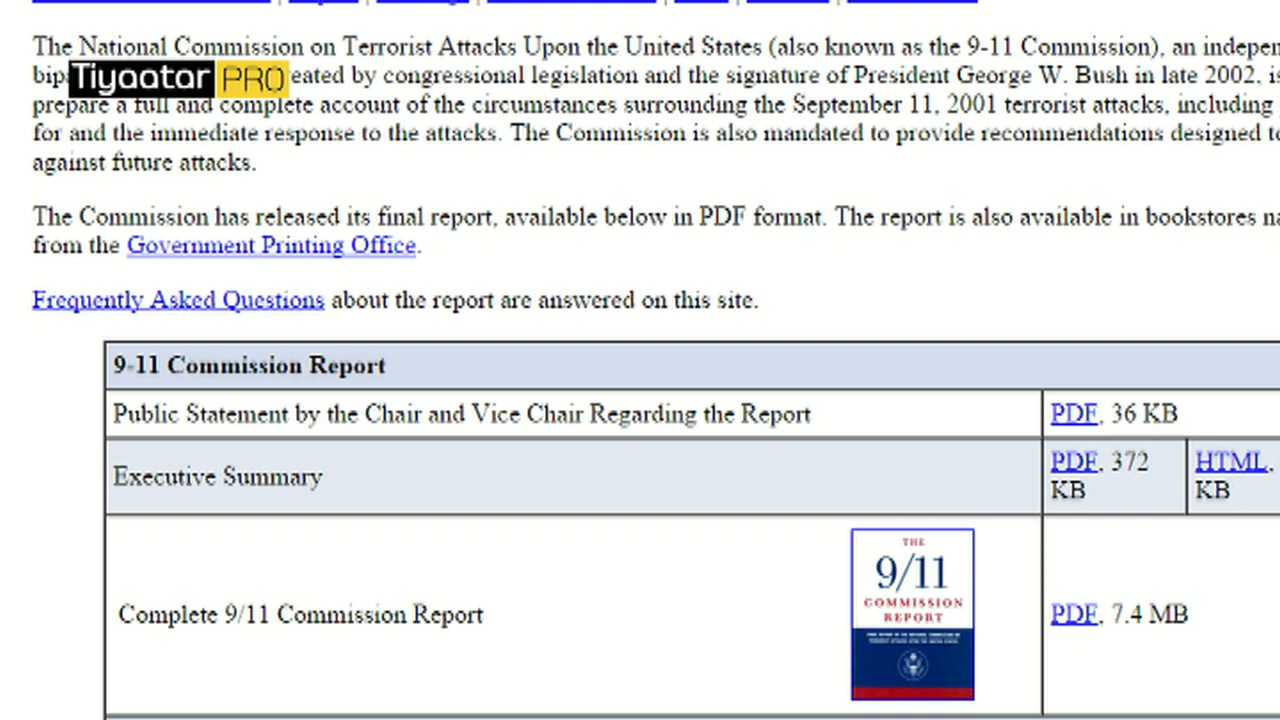 The National Commission on Terrorist Attacks Upon the United States (also known as the 9-11 Commission), an
Tiyaatar PRO
by congressional legislation and the signature of President George W. Bush in late 2002,
prepare a full and complete account of the circumstances surrounding the September 11, 2001 terrorist attacks, including
for and the immediate response to the attacks. The Commission is also mandated to provide recommendations designed
against future attacks.
The Commission has released its final report, available below in PDF format. The report is also available in bookstores
from the Government Printing Office.
Frequently Asked Questions about the report are answered on this site.
9-11 Commission Report
Public Statement by the Chair and Vice Chair Regarding the Report PDF, 36 KB
Executive Summary PDF, 372 KB HTML, KB
THE
9/11
COMMISSION
REPORT
Complete 9/11 Commission Report PDF, 7.4 MB